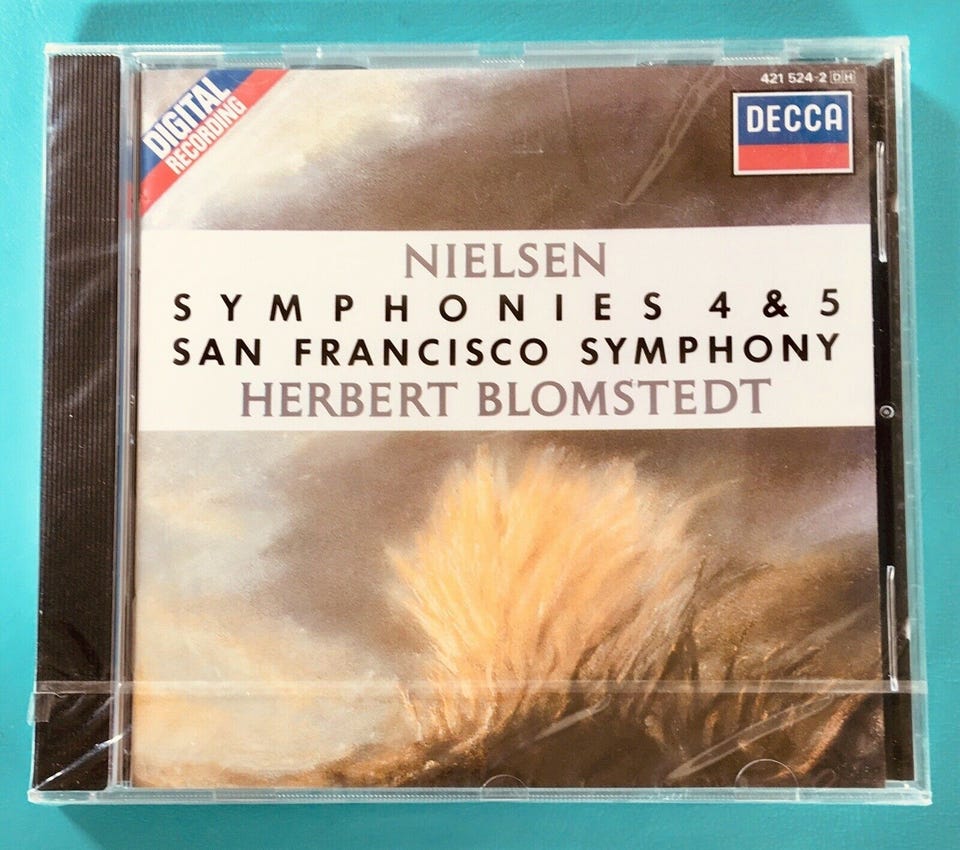 DIGITAL
RECORDING
421 524-2 DH
DECCA
NIELSEN
SYMPHONIES 4 & 5
SAN FRANCISCO SYMPHONY
HERBERT BLOMSTEDT